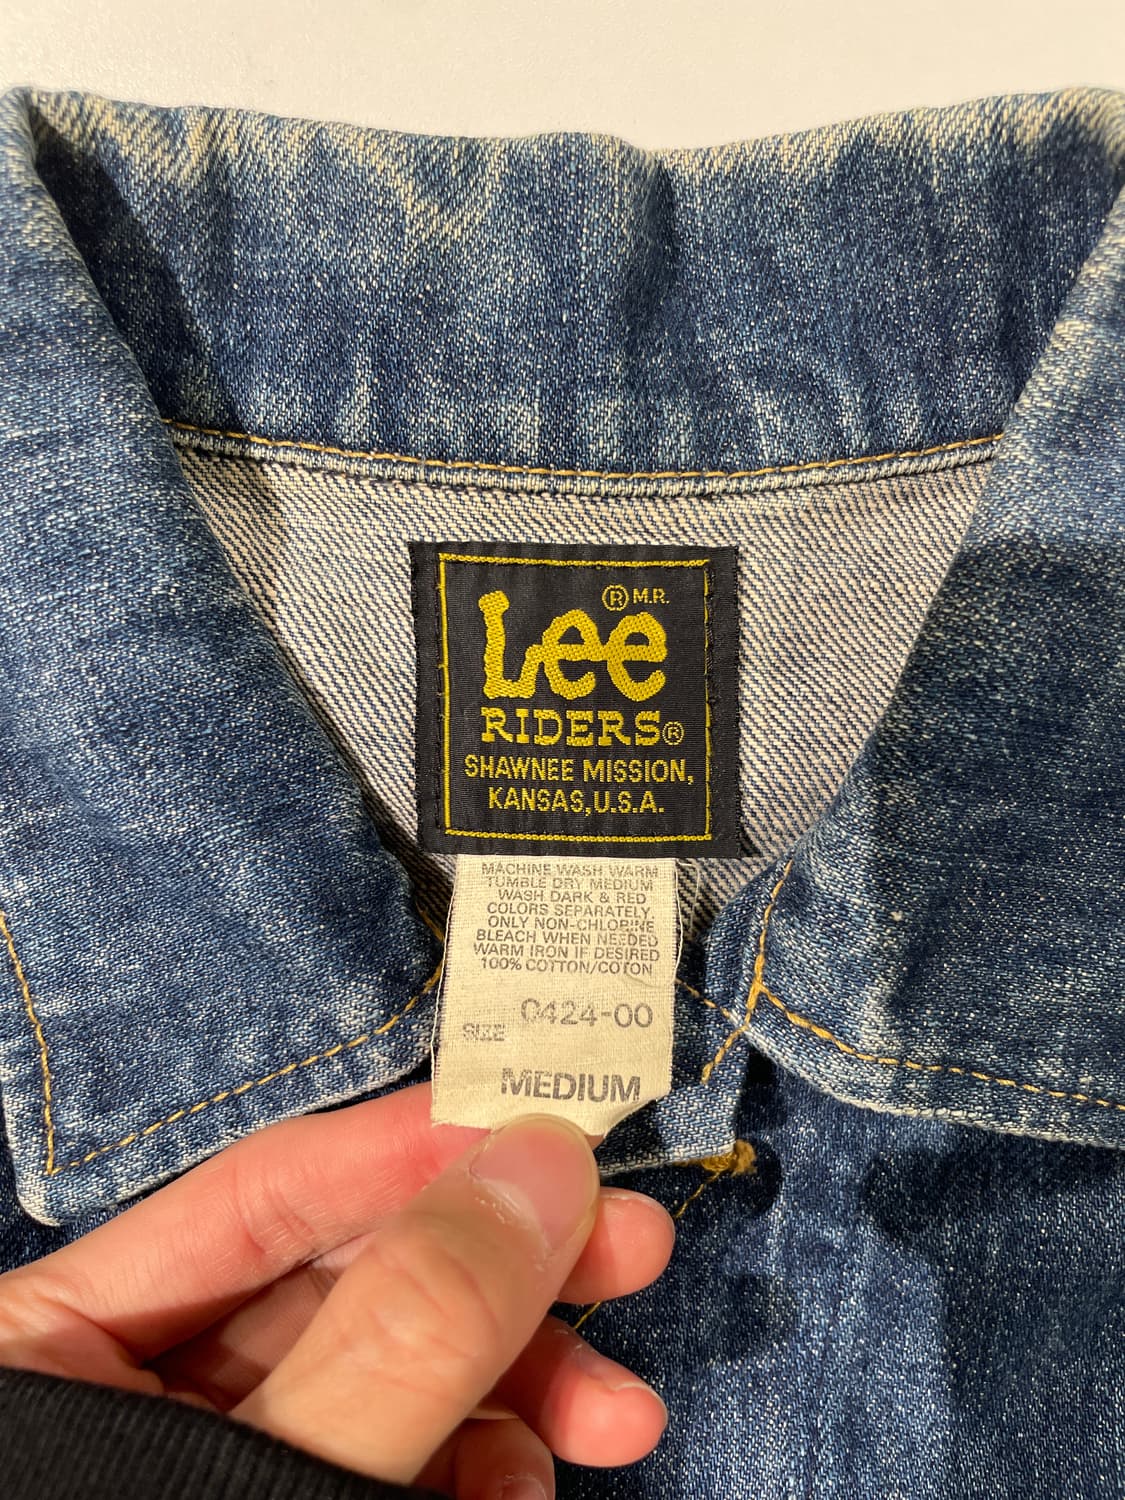 ® M.R.
Lee
RIDERS®
SHAWNEE MISSION,
KANSAS, U.S.A.
MACHINE WASH WARM
TUMBLE DRY MEDIUM
WASH DARK & RED
COLORS SEPARATELY.
ONLY NON-CHLORINE
BLEACH WHEN NEEDED
WARM IRON IF DESIRED
100% COTTON/COTON
0424-00
SIZE
MEDIUM